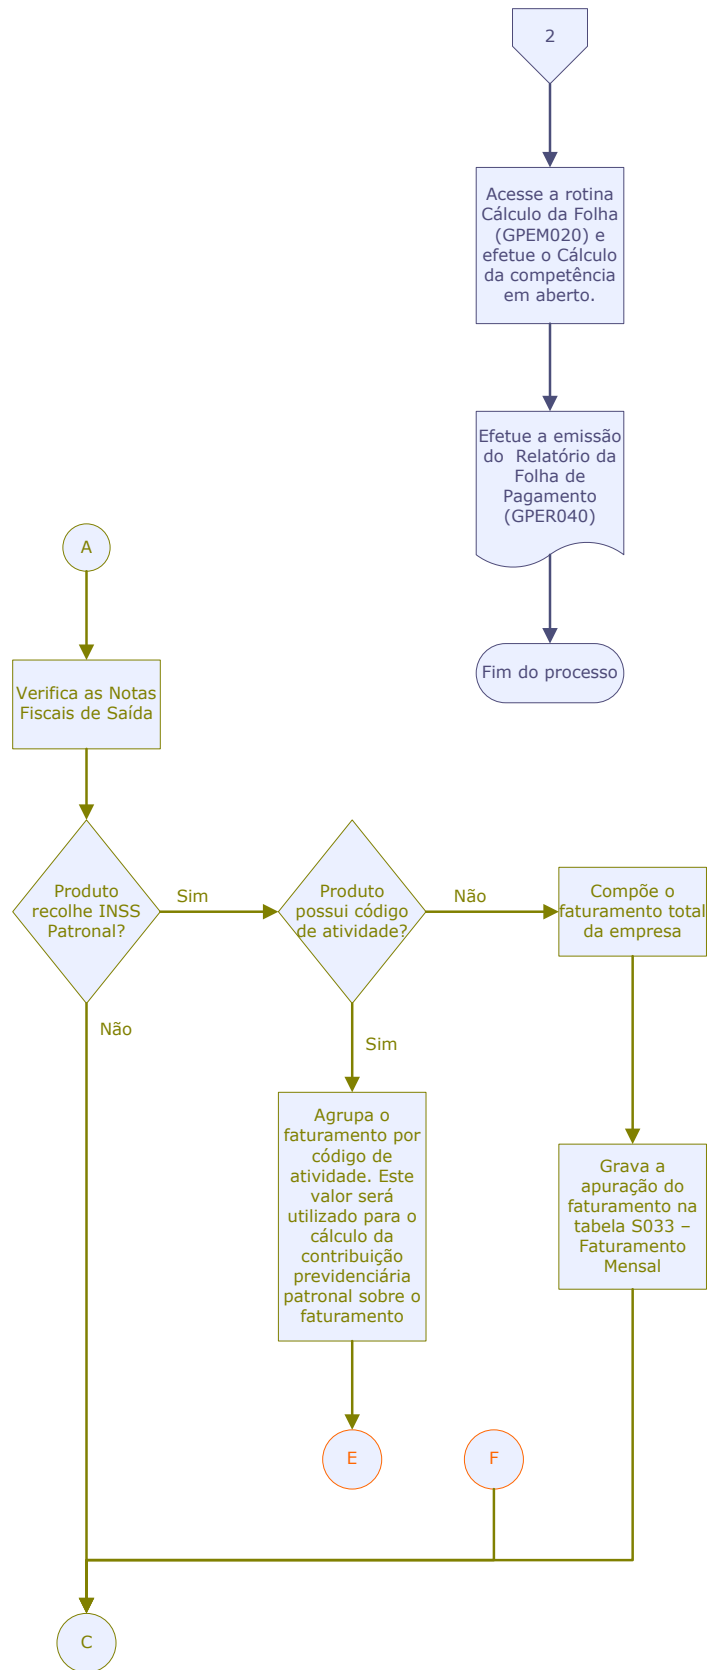 2
Acesse a rotina
Cálculo da Folha
(GPEM020) e
efetue o Cálculo
da competência
em aberto.
Efetue a emissão
do  Relatório da
Folha de
Pagamento
(GPER040)
Fim do processo
A
Verifica as Notas
Fiscais de Saída
Produto
recolhe INSS
Patronal?
Sim
Produto
possui código
de atividade?
Não
Compõe o
faturamento total
da empresa
Não
Sim
Agrupa o
faturamento por
código de
atividade. Este
valor será
utilizado para o
cálculo da
contribuição
previdenciária
patronal sobre o
faturamento
Grava a
apuração do
faturamento na
tabela S033 –
Faturamento
Mensal
E
F
C